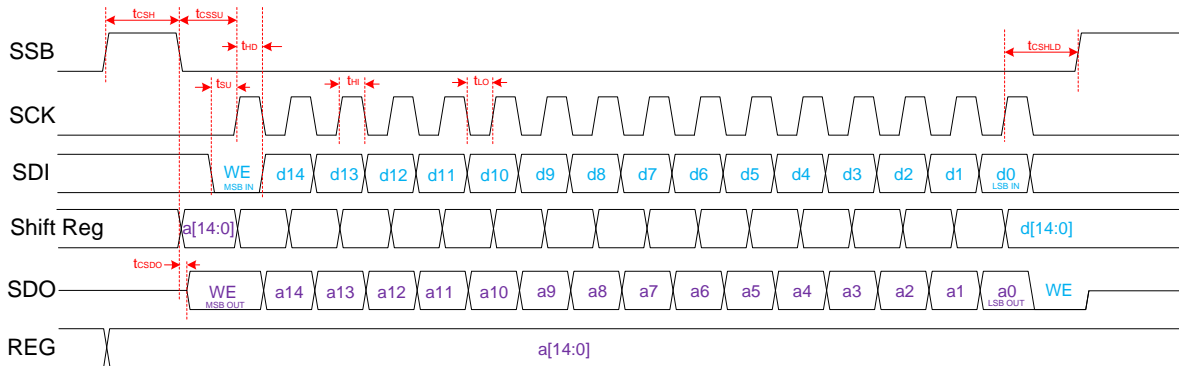 tCSH tCSSU
SSB tHD tCSHLD
tSU tHI tLO
SCK
SDI WE d14 d13 d12 d11 d10 d9 d8 d7 d6 d5 d4 d3 d2 d1 d0
MSB IN LSB IN
Shift Reg a[14:0] d[14:0]
tCSDO
SDO WE a14 a13 a12 a11 a10 a9 a8 a7 a6 a5 a4 a3 a2 a1 a0 WE
MSB OUT LSB OUT
REG a[14:0]